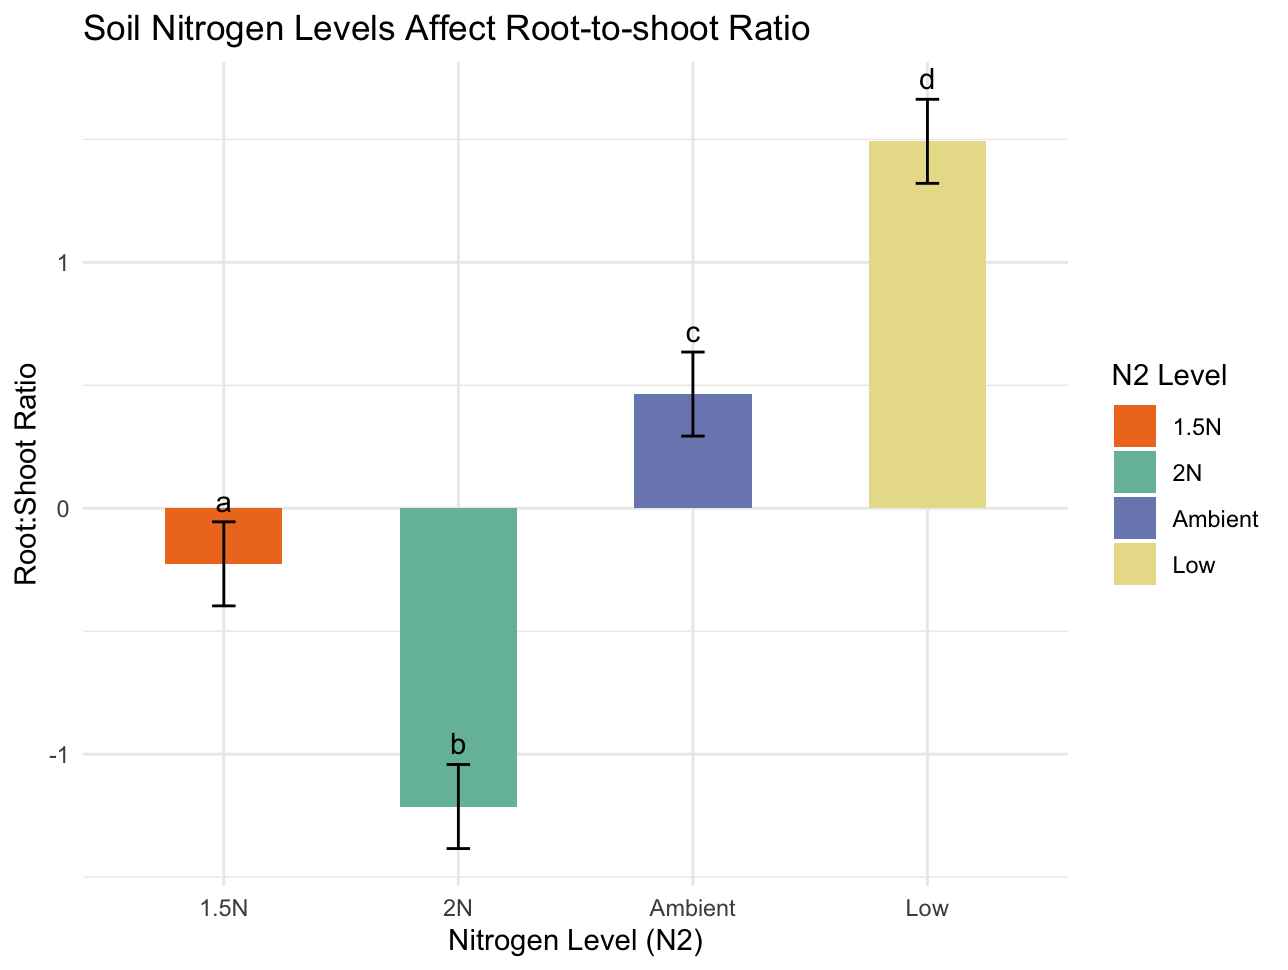 Soil Nitrogen Levels Affect Root-to-shoot Ratio
d
1
c
Root:Shoot Ratio
N2 Level
1.5N
2N
Ambient
Low
0
a
b
-1
1.5N 2N Ambient Low
Nitrogen Level (N2)